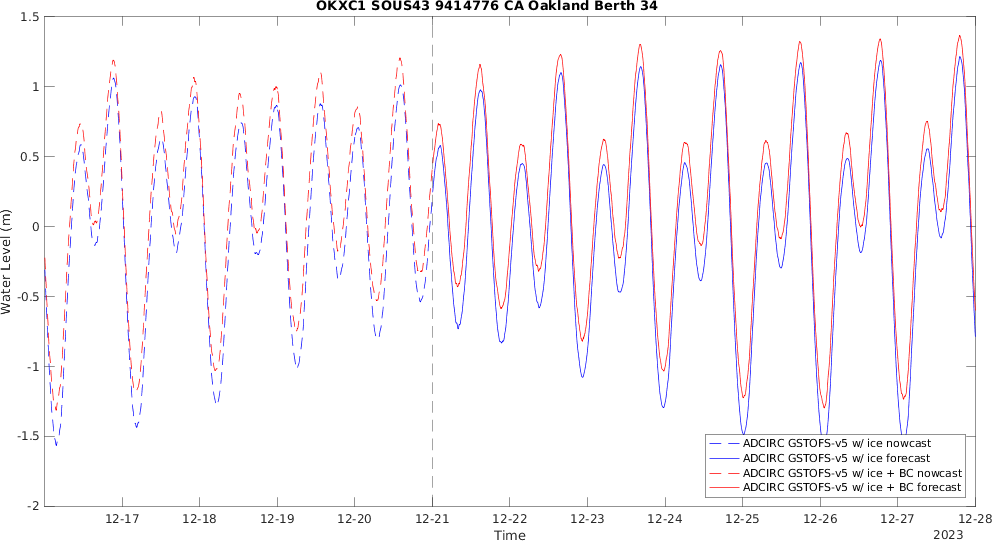 OKXC1 SOUS43 9414776 CA Oakland Berth 34
1.5
1
0.5
0
-0.5
-1
-1.5
-2
Water Level (m)
ADCIRC GSTOFS-v5 w/ ice nowcast
ADCIRC GSTOFS-v5 w/ ice forecast
ADCIRC GSTOFS-v5 w/ ice + BC nowcast
ADCIRC GSTOFS-v5 w/ ice + BC forecast
12-17 12-18 12-19 12-20 12-21 12-22 12-23 12-24 12-25 12-26 12-27 12-28
Time
2023